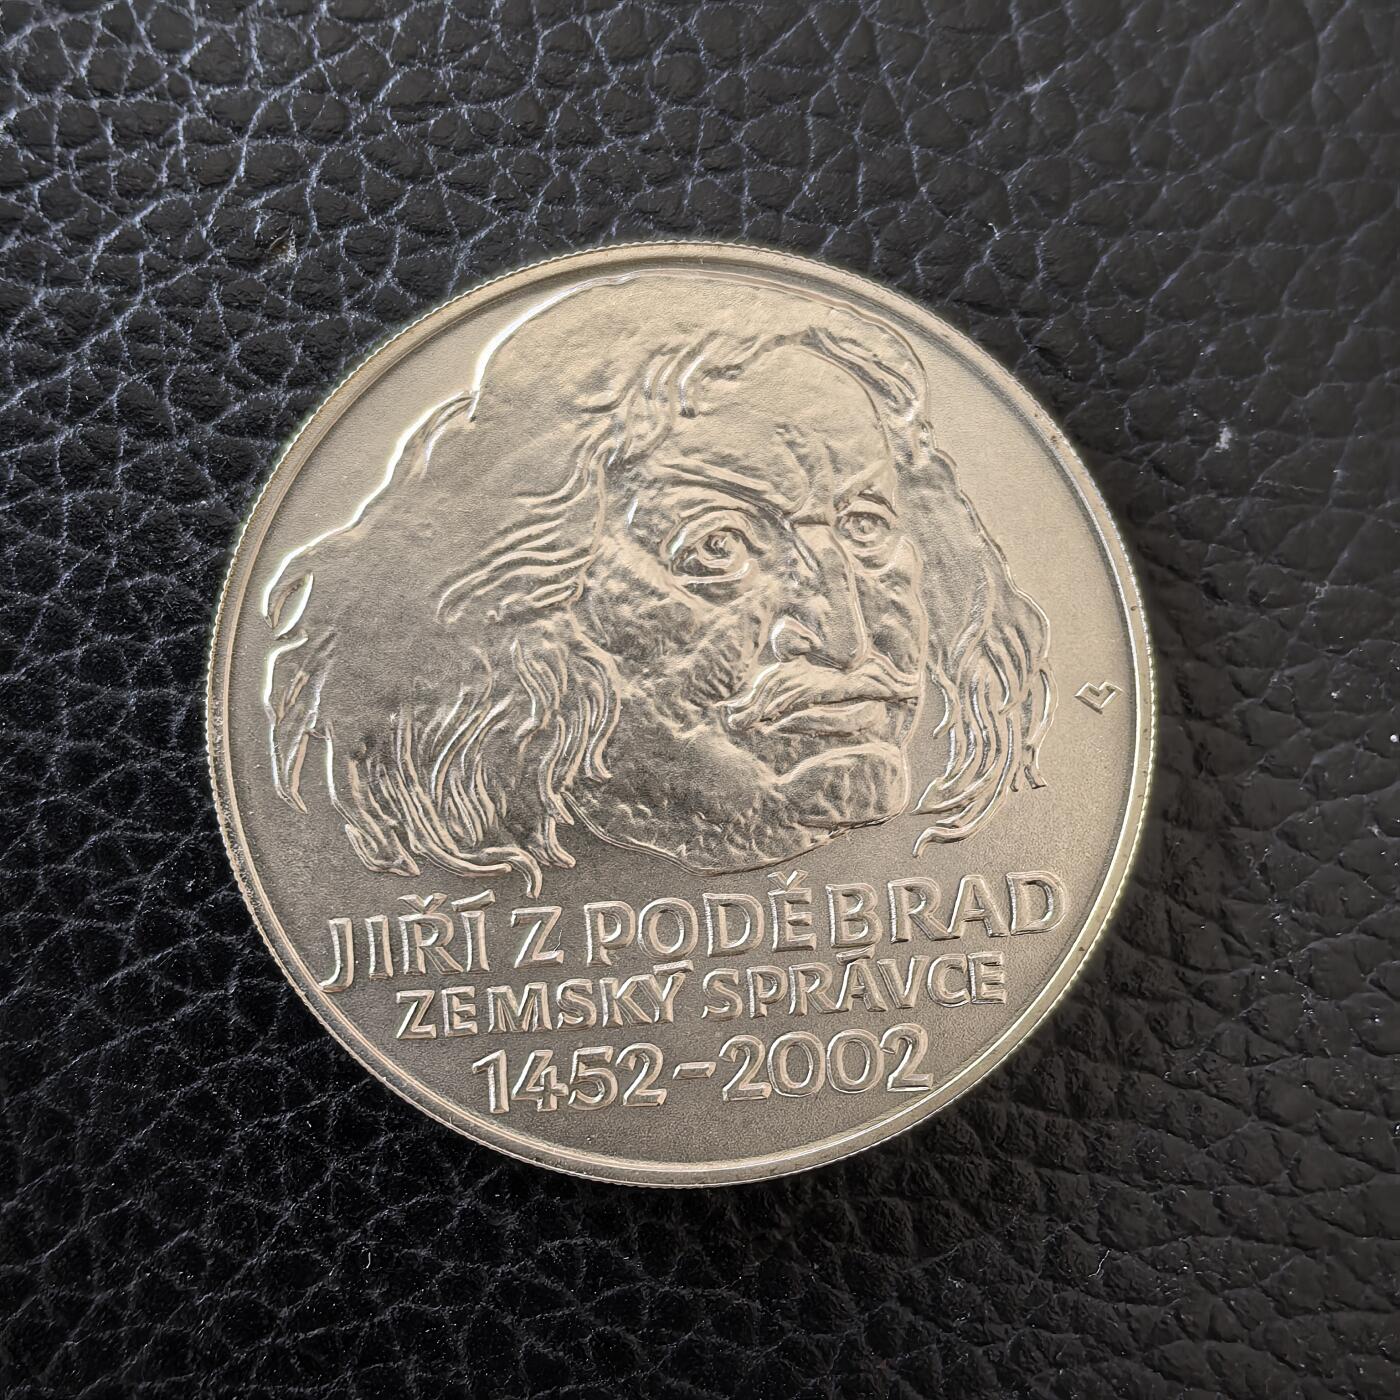 JIŘÍ Z PODĚBRAD
ZEMSKÝ SPRÁVCE
1452-2002